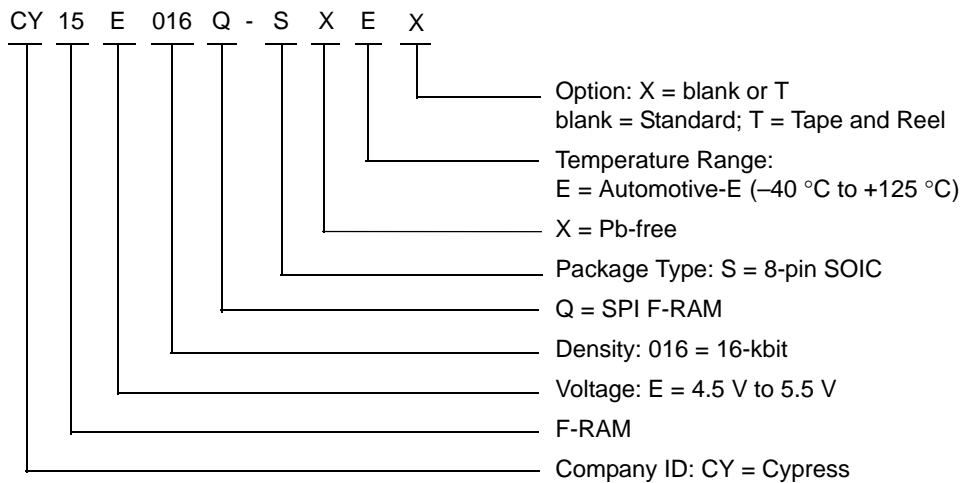 CY 15 E 016 Q - S X E X
Option: X = blank or T
blank = Standard; T = Tape and Reel
Temperature Range:
E = Automotive-E (–40 °C to +125 °C)
X = Pb-free
Package Type: S = 8-pin SOIC
Q = SPI F-RAM
Density: 016 = 16-kbit
Voltage: E = 4.5 V to 5.5 V
F-RAM
Company ID: CY = Cypress